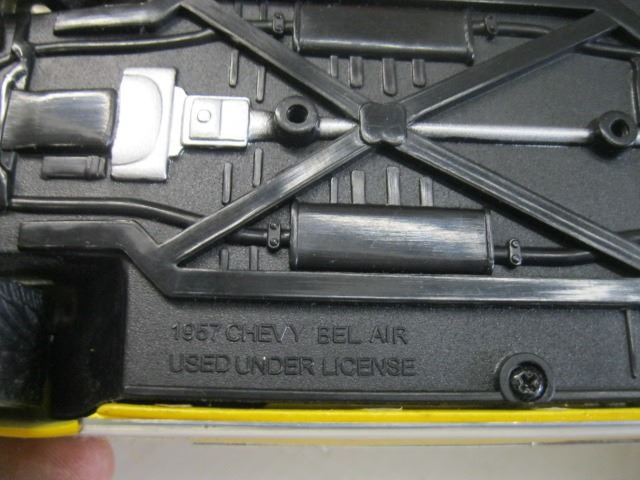 1957 CHEVY BEL AIR
USED UNDER LICENSE